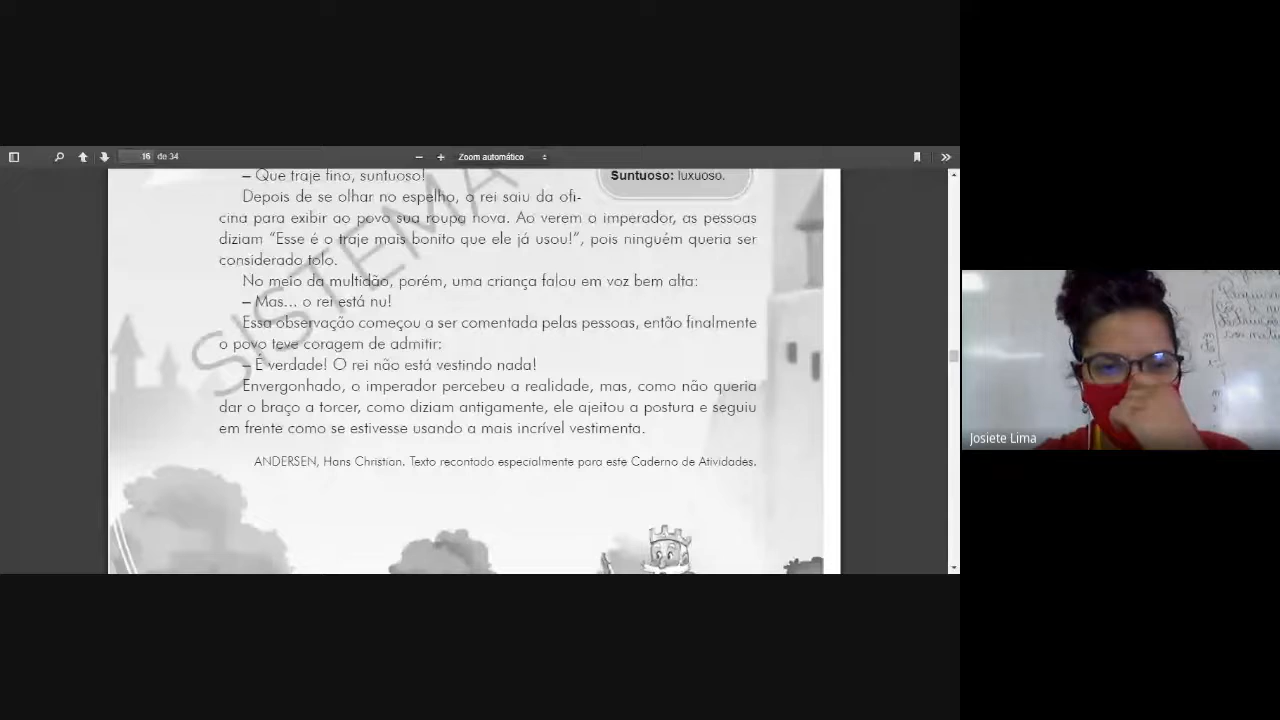 16 de 34
Zoom automático
– Que traje fino, suntuoso!
Suntuoso: luxuoso.
Depois de se olhar no espelho, o rei saiu da ofi-
cina para exibir ao povo sua roupa nova. Ao verem o imperador, as pessoas
diziam “Esse é o traje mais bonito que ele já usou!”, pois ninguém queria ser
considerado tolo.
No meio da multidão, porém, uma criança falou em voz bem alta:
– Mas... o rei está nu!
Essa observação começou a ser comentada pelas pessoas, então finalmente
o povo teve coragem de admitir:
– É verdade! O rei não está vestindo nada!
Envergonhado, o imperador percebeu a realidade, mas, como não queria
dar o braço a torcer, como diziam antigamente, ele ajeitou a postura e seguiu
em frente como se estivesse usando a mais incrível vestimenta.
ANDERSEN, Hans Christian. Texto recontado especialmente para este Caderno de Atividades.
SISTEMA
Josiete Lima